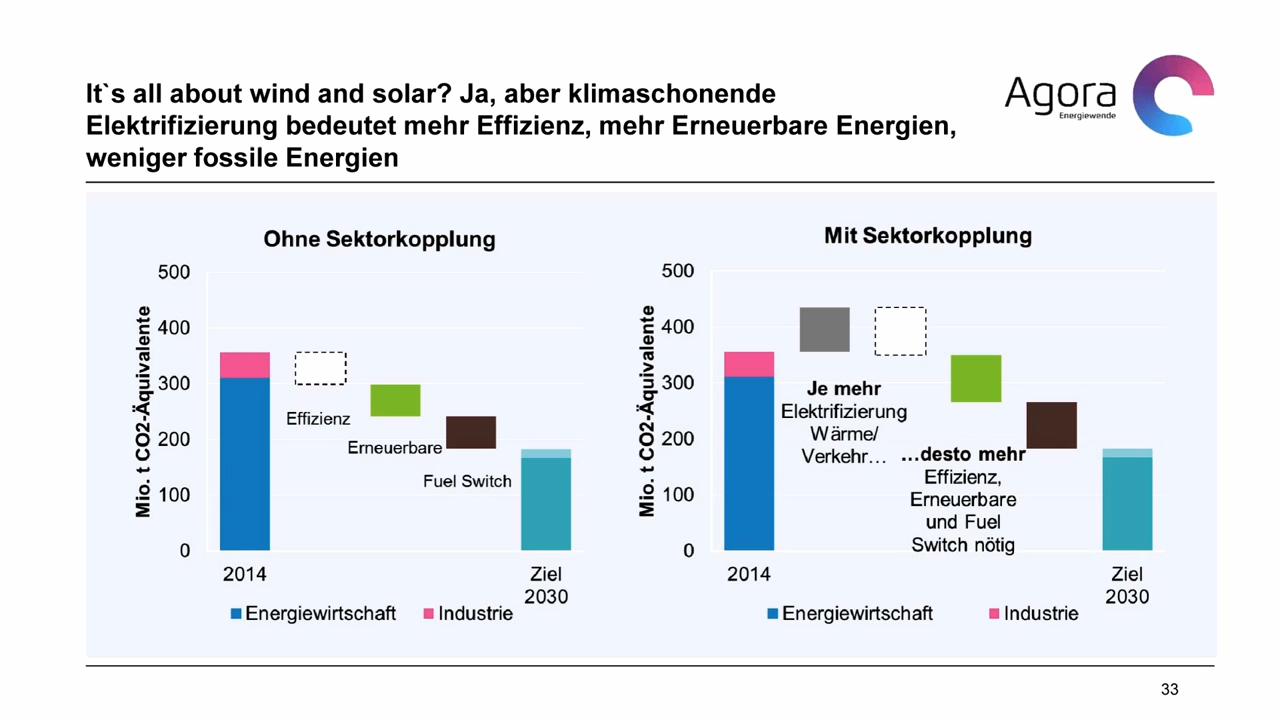 It`s all about wind and solar? Ja, aber klimaschonende
Elektrifizierung bedeutet mehr Effizienz, mehr Erneuerbare Energien,
weniger fossile Energien
Agora
Energiewende
Ohne Sektorkopplung
Mio. t CO2-Äquivalente
500
400
300
200
100
0
Effizienz
Erneuerbare
Fuel Switch
2014
Ziel
2030
Energiewirtschaft
Industrie
Mit Sektorkopplung
Mio. t CO2-Äquivalente
500
400
300
200
100
0
Je mehr
Elektrifizierung
Wärme/
Verkehr…
…desto mehr
Effizienz,
Erneuerbare
und Fuel
Switch nötig
2014
Ziel
2030
Energiewirtschaft
Industrie
33